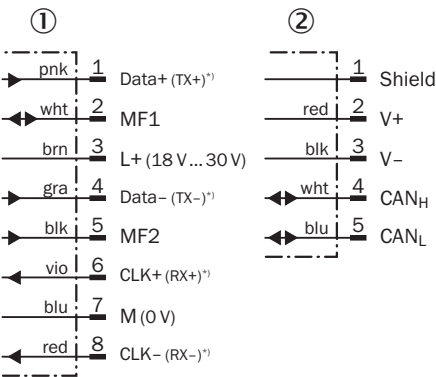 ①
pnk 1 Data+ (TX+)*)
wht 2 MF1
brn 3 L+ (18 V ... 30 V)
gra 4 Data– (TX–)*)
blk 5 MF2
vio 6 CLK+ (RX+)*)
blu 7 M (0 V)
red 8 CLK– (RX–)*)
②
1 Shield
red 2 V+
blk 3 V–
wht 4 CANH
blu 5 CANL